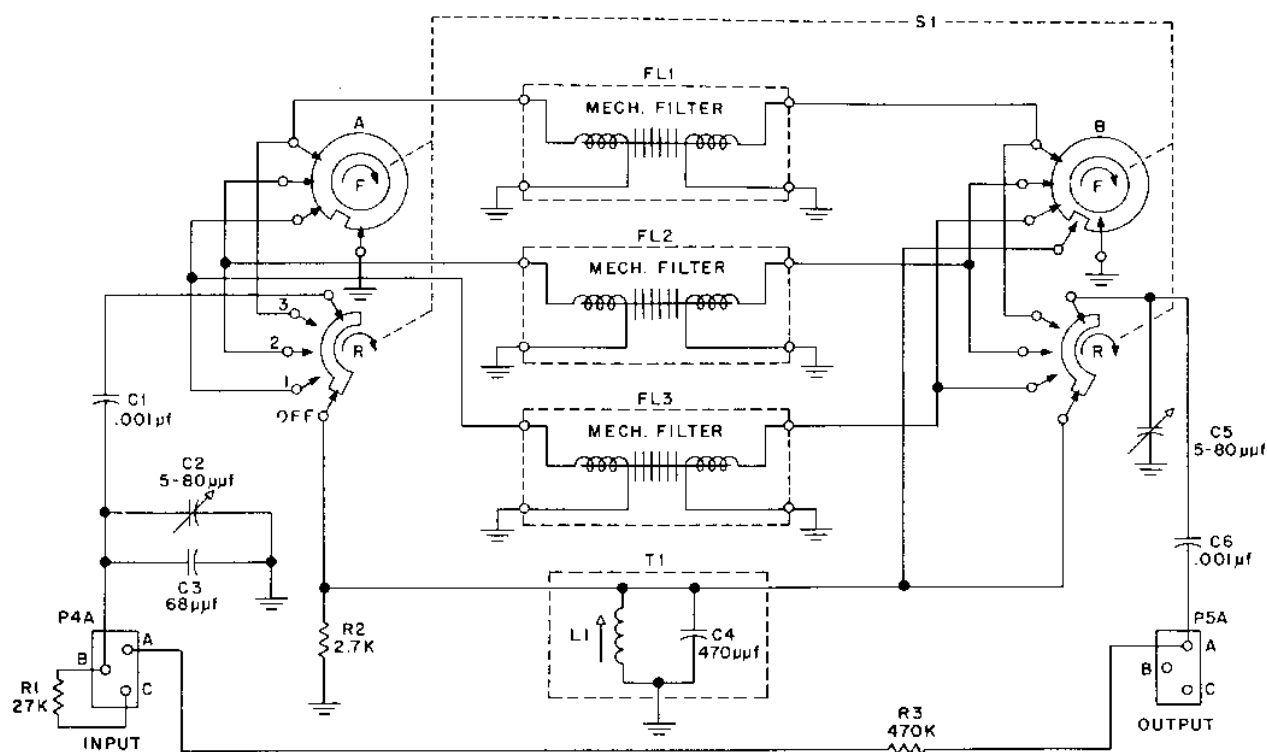 S1
FL1
MECH. FILTER
A
F
B
F
FL2
MECH. FILTER
3
2
R
1
OFF
R
C1
.001µf
FL3
MECH. FILTER
C2
5-80µµf
C5
5-80µµf
C3
68µµf
C6
.001µf
T1
P4A
A
B
C
R1
27K
INPUT
R2
2.7K
L1
C4
470µµf
P5A
A
B
C
OUTPUT
R3
470K